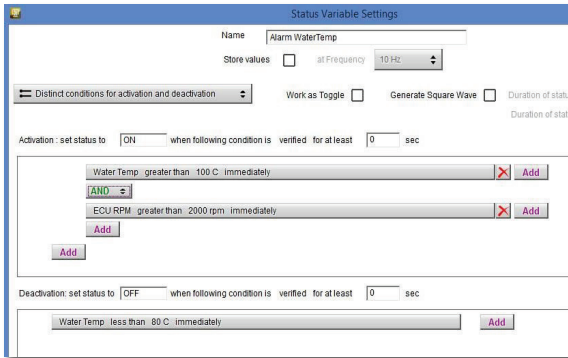 Status Variable Settings
Name Alarm WaterTemp
Store values at Frequency 10 Hz
Distinct conditions for activation and deactivation Work as Toggle Generate Square Wave Duration of
Duration of
Activation : set status to ON when following condition is verified for at least 0 sec
Water Temp greater than 100 C immediately Add
AND
ECU RPM greater than 2000 rpm immediately Add
Add
Add
Deactivation: set status to OFF when following condition is verified for at least 0 sec
Water Temp less than 80 C immediately Add